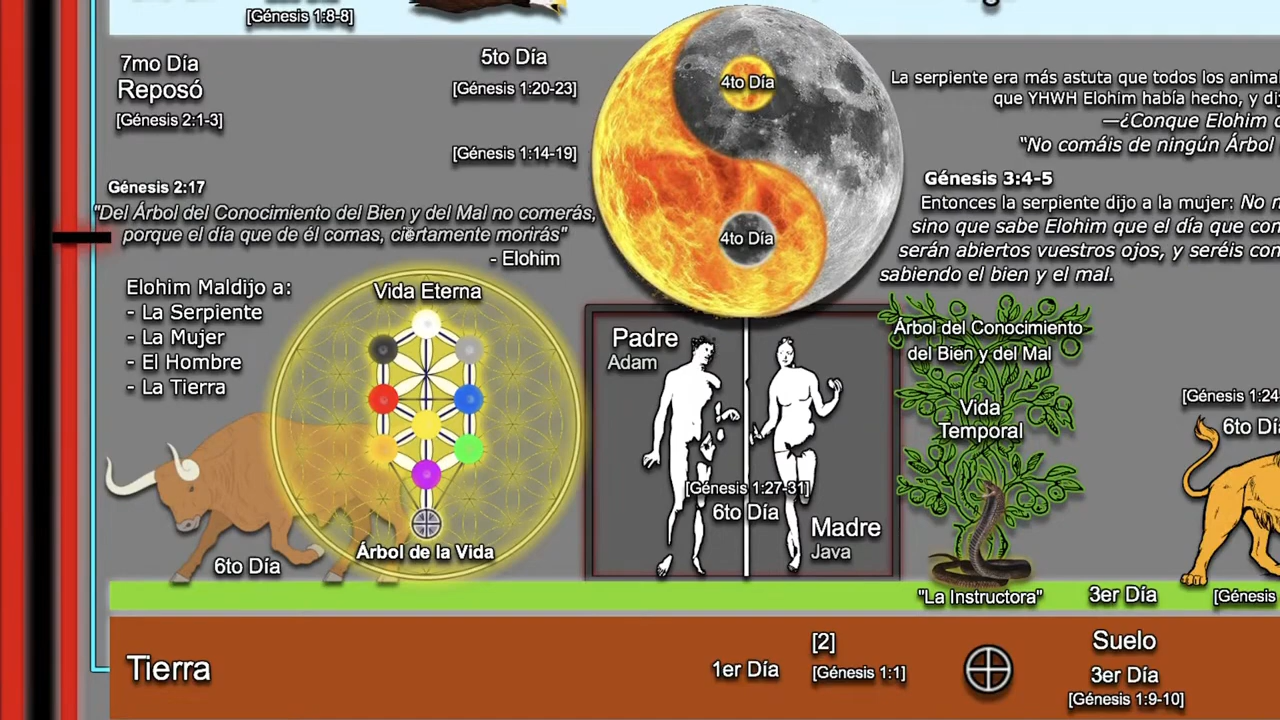 [Génesis 1:8-8]
7mo Día
Reposó
[Génesis 2:1-3]
5to Día
[Génesis 1:20-23]
[Génesis 1:14-19]
4to Día
4to Día
La serpiente era más astuta que todos los
que YHWH Elohim había hecho, y
—¿Conque Elohim
"No comáis de ningún Árbol
Génesis 3:4-5
Entonces la serpiente dijo a la mujer: No
sino que sabe Elohim que el día que
serán abiertos vuestros ojos, y seréis
sabiendo el bien y el mal.
Génesis 2:17
"Del Árbol del Conocimiento del Bien y del Mal no comerás,
porque el día que de él comas, ciertamente morirás"
- Elohim
Elohim Maldijo a:
- La Serpiente
- La Mujer
- El Hombre
- La Tierra
6to Día
Vida Eterna
Árbol de la Vida
Padre
Adam
[Génesis 1:27-31]
6to Día
Madre
Java
Árbol del Conocimiento
del Bien y del Mal
Vida
Temporal
"La Instructora"
3er Día
[Génesis
[Génesis 1:24
6to
Tierra
1er Día
[2]
[Génesis 1:1]
Suelo
3er Día
[Génesis 1:9-10]